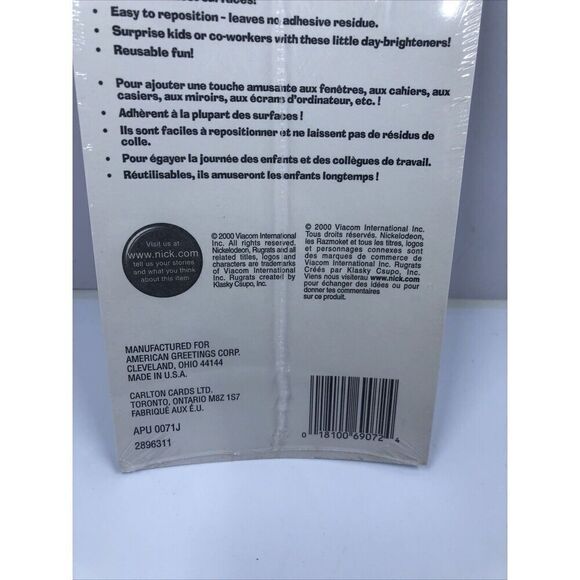 surfaces!
• Easy to reposition - leaves no adhesive residue.
• Surprise kids or co-workers with these little day-brighteners!
• Reusable fun!
• Pour ajouter une touche amusante aux fenêtres, aux cahiers, aux
casiers, aux miroirs, aux écrans d'ordinateur, etc. !
• Adhèrent à la plupart des surfaces !
• Ils sont faciles à repositionner et ne laissent pas de résidus de
colle.
• Pour égayer la journée des enfants et des collègues de travail.
• Réutilisables, ils amuseront les enfants longtemps !
Visit us at
www.nick.com
tell us your stories
and what you think
about this item
© 2000 Viacom International
Inc. All rights reserved.
Nickelodeon, Rugrats and all
related titles, logos and
characters are trademarks
of Viacom International
Inc. Rugrats created by
Klasky Csupo, Inc.
© 2000 Viacom International Inc.
Tous droits réservés. Nickelodeon,
les Razmoket et tous les titres, logos
et personnages connexes sont
des marques de commerce de
Viacom International Inc. Rugrats
Créés par Klasky Csupo, Inc.
Viens nous visiterau www.nick.com
pour échanger des idées ou pour
donner tes commentaires
sur ce produit.
MANUFACTURED FOR
AMERICAN GREETINGS CORP.
CLEVELAND, OHIO 44144
MADE IN U.S.A.
CARLTON CARDS LTD.
TORONTO, ONTARIO M8Z 1S7
FABRIQUÉ AUX É.U.
APU 0071J
2896311
0 18100 69072 4